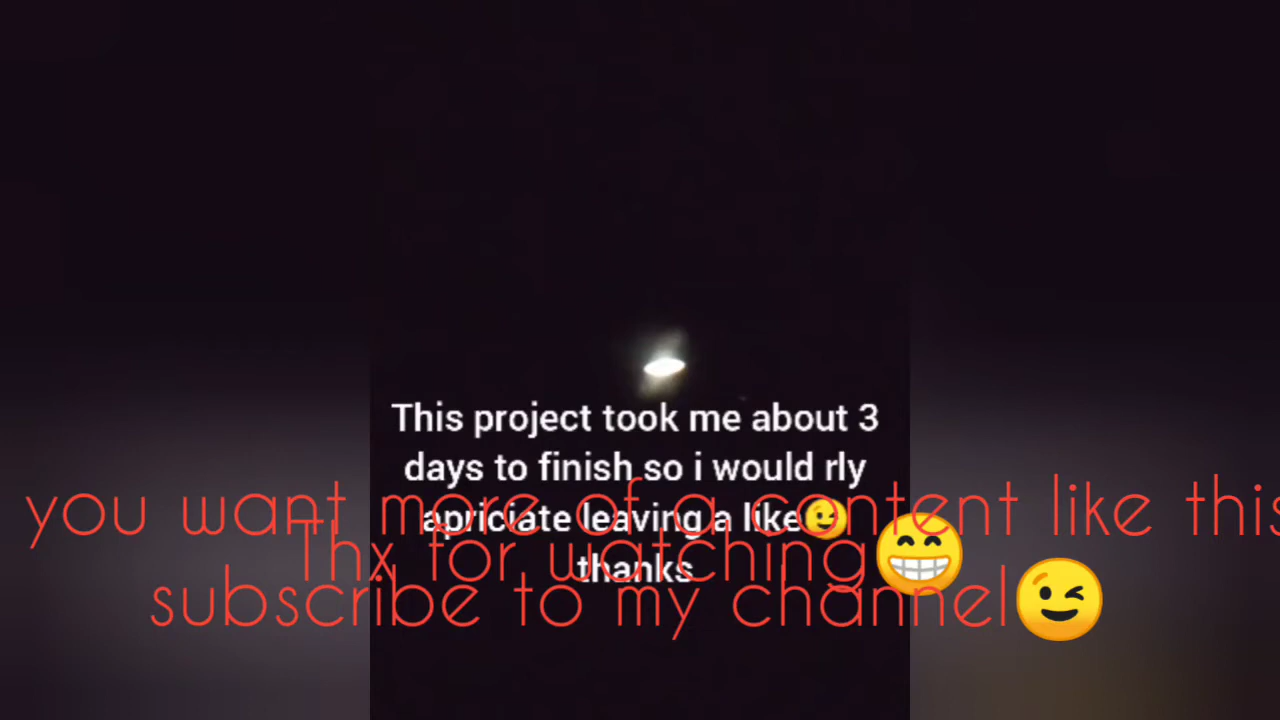 This project took me about 3
days to finish so i would rly
apriciate leaving a like😉
thanks
you want more of a content like this
Thx for watching😁
subscribe to my channel😉